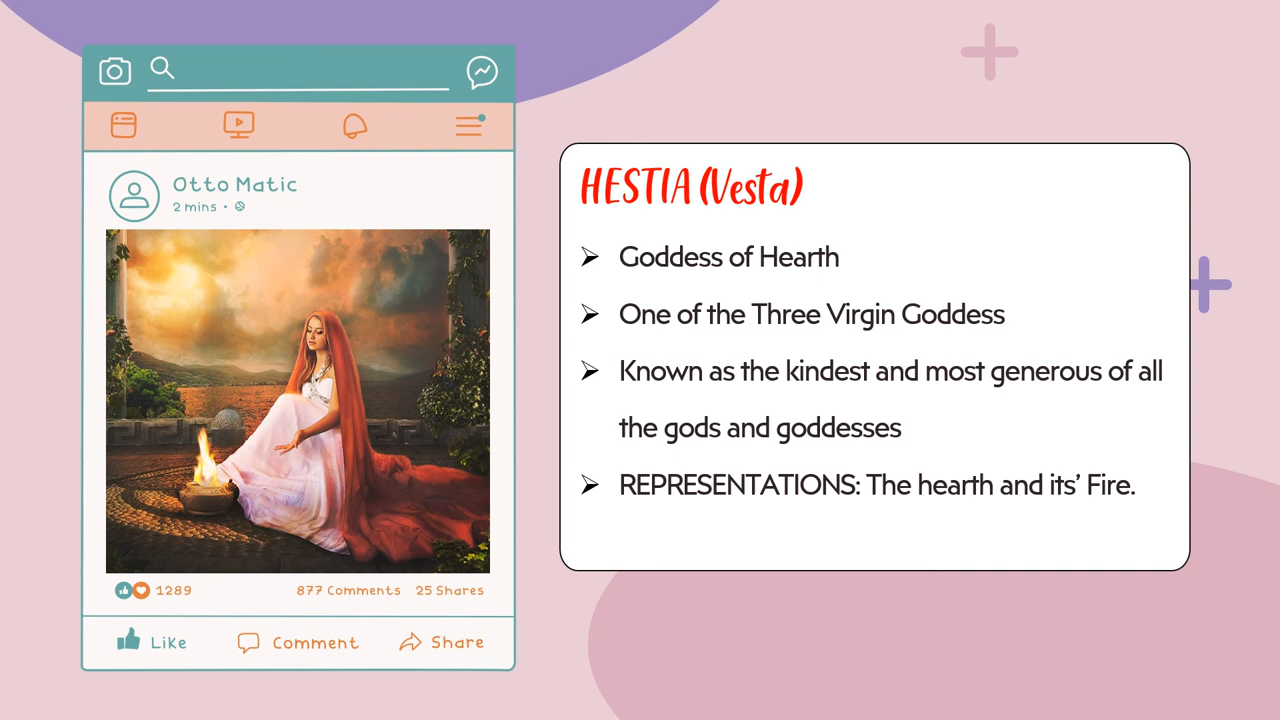 Otto Matic
2 mins •
1289 877 Comments 25 Shares
Like Comment Share
HESTIA (Vesta)
➢ Goddess of Hearth
➢ One of the Three Virgin Goddess
➢ Known as the kindest and most generous of all
the gods and goddesses
➢ REPRESENTATIONS: The hearth and its’ Fire.